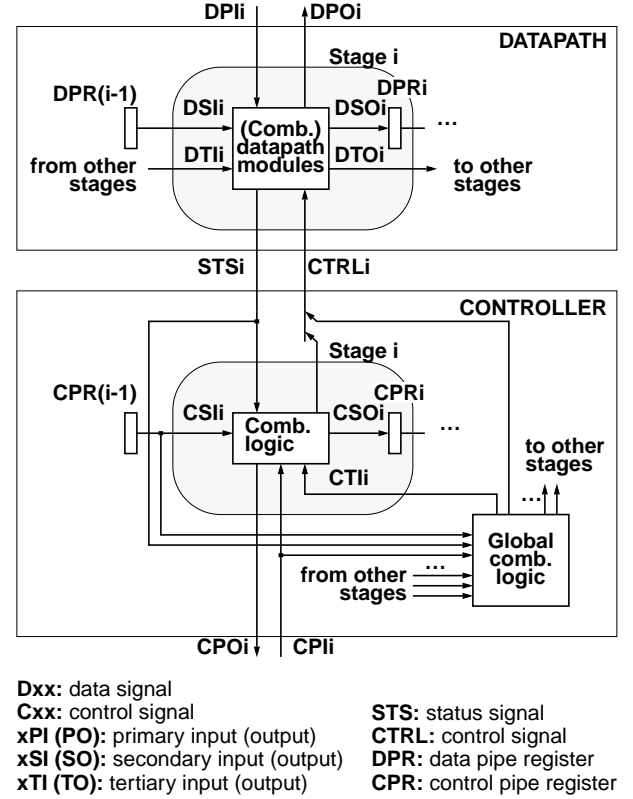 DPIi
DPOi
DATAPATH
Stage i
DPR(i-1)
DPRi
DSIi
(Comb.)
datapath
modules
DSOi
...
from other
stages
DTIi
DTOi
to other
stages
STSi
CTRLi
CONTROLLER
Stage i
CPR(i-1)
CPRi
CSIi
Comb.
logic
CSOi
...
to other
stages
CTIi
...
Global
comb.
logic
from other
stages
...
CPOi
CPIi
Dxx: data signal
Cxx: control signal
xPI (PO): primary input (output)
xSI (SO): secondary input (output)
xTI (TO): tertiary input (output)
STS: status signal
CTRL: control signal
DPR: data pipe register
CPR: control pipe register